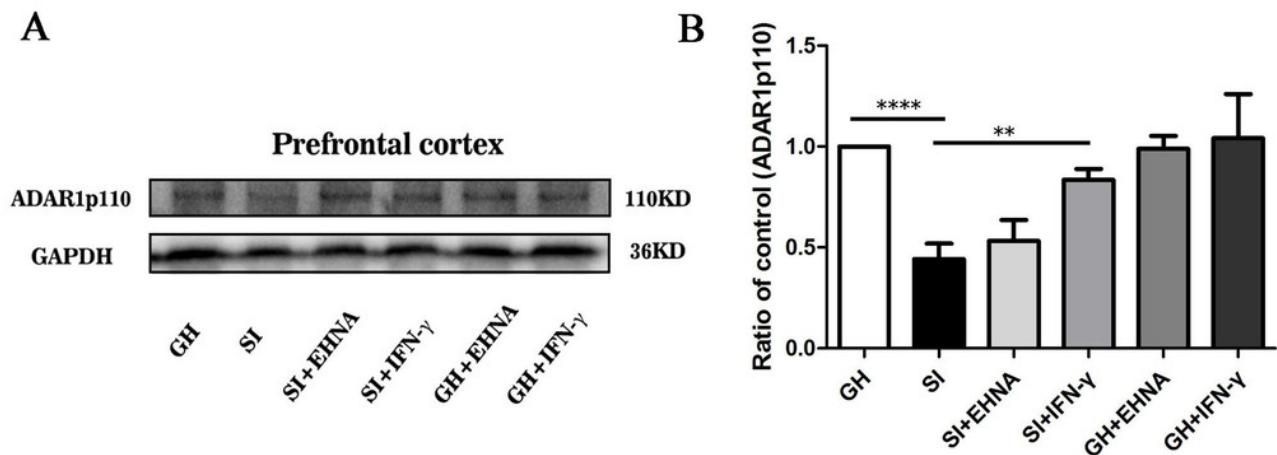 A
Prefrontal cortex
ADAR1p110
110KD
GAPDH
36KD
GH
SI
SI+EHNA
SI+IFN-γ
GH+EHNA
GH+IFN-γ
B
Ratio of control (ADAR1p110)
1.5
1.0
0.5
0.0
****
**
GH
SI
SI+EHNA
SI+IFN-γ
GH+EHNA
GH+IFN-γ